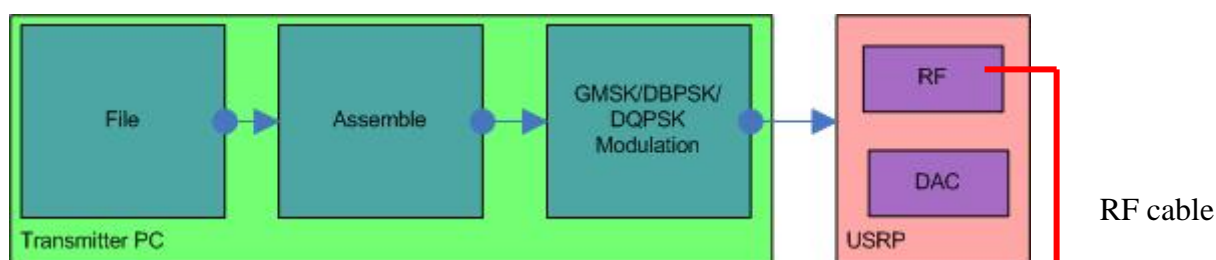 File
Assemble
GMSK/DBPSK/
DQPSK
Modulation
RF
DAC
RF cable
Transmitter PC
USRP